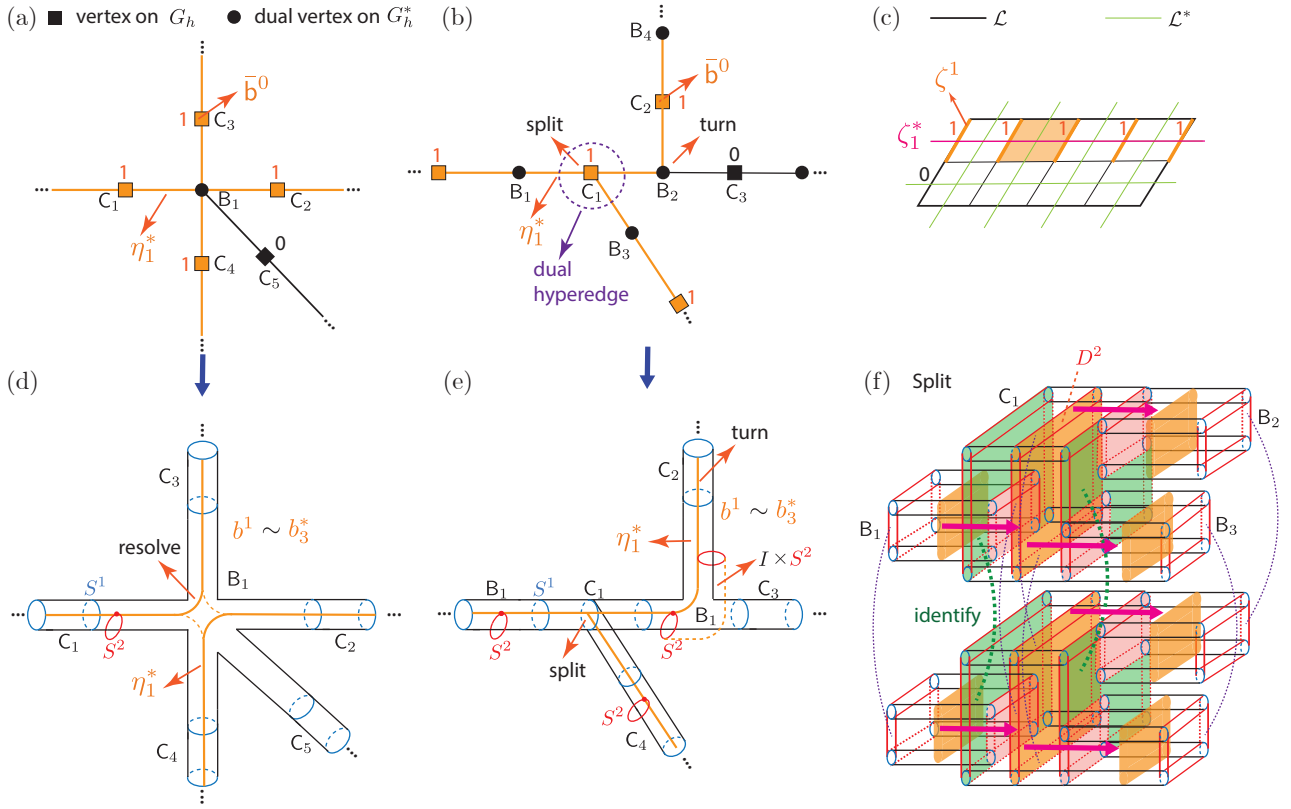 (a)
■ vertex on G_h ● dual vertex on G_h^*
...
b̄^0
1 C_3
1 1
... ...
C_1 B_1 C_2
η_1^*
0
1 C_4 C_5
...
...
(b)
...
B_4
b̄^0
C_2 1
split turn
1 1 0
... ...
B_1 C_1 B_2 C_3
η_1^*
B_3
dual
hyperedge
1
...
(c)
ℒ ℒ^*
ζ^1
1 1 1 1 1
ζ_1^*
0
(d)
...
C_3
b^1 ∼ b_3^*
resolve
B_1
S^1
... ...
C_1 S^2 C_2
η_1^*
C_4 C_5
...
...
(e)
...
turn
C_2
b^1 ∼ b_3^*
η_1^*
I × S^2
B_1 S^1 C_1 C_3
... ...
B_1
S^2 S^2
split
S^2
C_4
...
(f) Split
D^2
C_1
B_2
B_1 B_3
identify